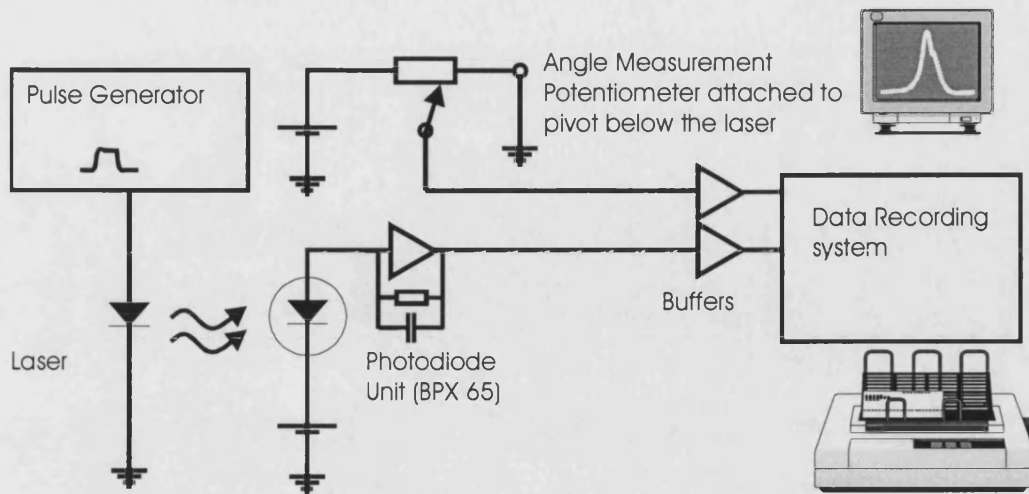 Pulse Generator
Angle Measurement
Potentiometer attached to
pivot below the laser
Data Recording
system
Buffers
Laser
Photodiode
Unit (BPX 65)